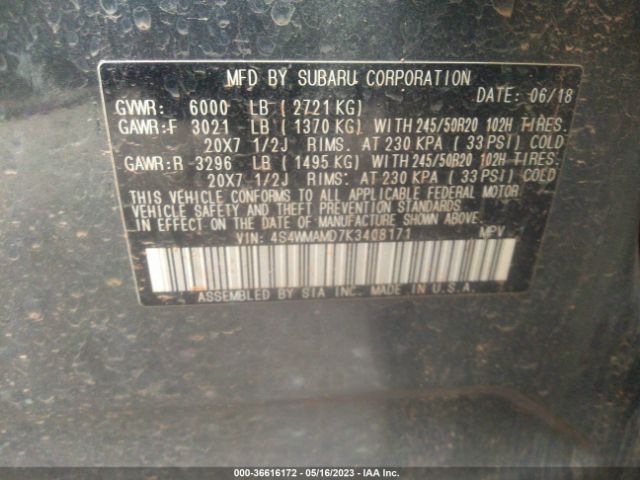 MFD BY SUBARU CORPORATION
DATE: 06/18
GVWR: 6000 LB ( 2721 KG)
GAWR:F 3021 LB ( 1370 KG) WITH 245/50R20 102H TIRES.
20X7 1/2J RIMS. AT 230 KPA ( 33 PSI) COLD
GAWR:R 3296 LB ( 1495 KG) WITH 245/50R20 102H TIRES.
20X7 1/2J RIMS. AT 230 KPA ( 33 PSI) COLD
THIS VEHICLE CONFORMS TO ALL APPLICABLE FEDERAL MOTOR
VEHICLE SAFETY AND THEFT PREVENTION STANDARDS
IN EFFECT ON THE DATE OF MANUFACTURE SHOWN ABOVE.
VIN: 4S4WMAMD7K3408171 MPV
ASSEMBLED BY SIA INC. MADE IN U.S.A.
000-36616172 - 05/16/2023 - IAA Inc.